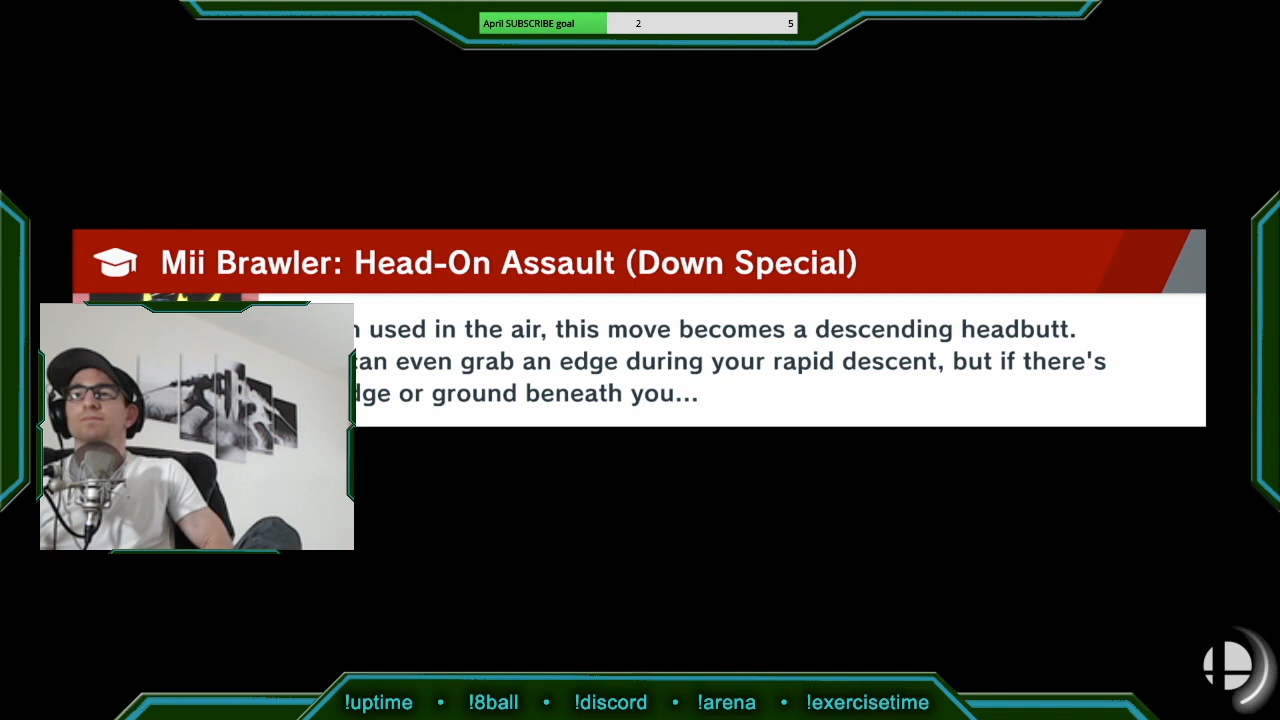 April SUBSCRIBE goal 2 5
Mii Brawler: Head-On Assault (Down Special)
used in the air, this move becomes a descending headbutt.
can even grab an edge during your rapid descent, but if there's
or ground beneath you...
!uptime • !8ball • !discord • !arena • !exercisetime